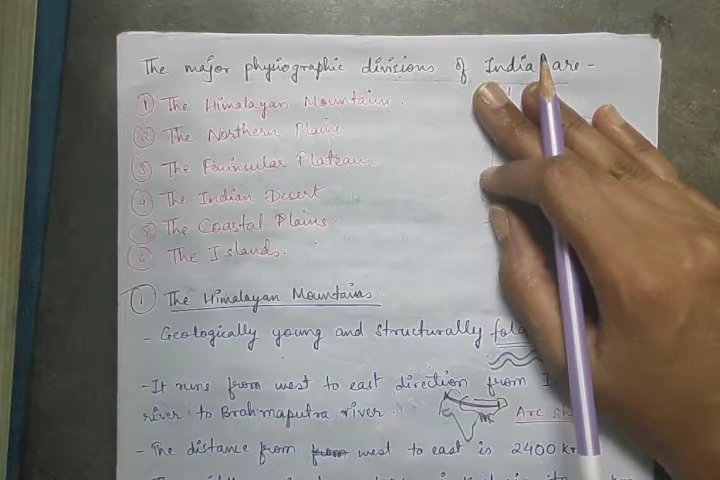 The major physiographic divisions of India are -
① The Himalayan Mountains.
② The Northern Plains
③ The Peninsular Plateau.
④ The Indian Desert
⑤ The Coastal Plains
⑥ The Islands.
① The Himalayan Mountains.
- Geologically young and structurally
- It runs from west to east direction from
river to Brahmaputra river. Arc
- The distance from west to east is 2400 km